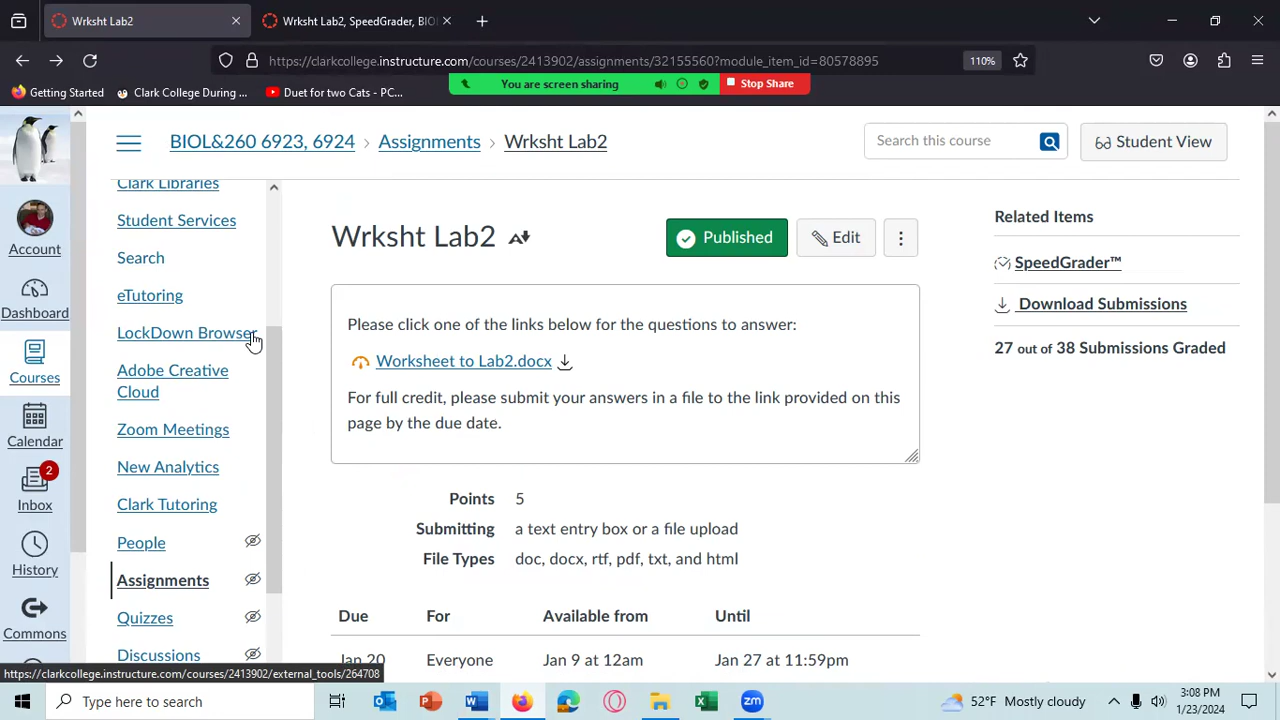 Wrksht Lab2
Wrksht Lab2, SpeedGrader, BIOL
https://clarkcollege.instructure.com/courses/2413902/assignments/32155560?module_item_id=80578895
110%
Getting Started
Clark College During ...
Duet for two Cats - PC...
You are screen sharing
Stop Share
BIOL&260 6923, 6924 › Assignments › Wrksht Lab2
Search this course
Student View
Account
Dashboard
Courses
Calendar
2
Inbox
History
Commons
Clark Libraries
Student Services
Search
eTutoring
LockDown Browser
Adobe Creative
Cloud
Zoom Meetings
New Analytics
Clark Tutoring
People
Assignments
Quizzes
Discussions
Wrksht Lab2
Published
Edit
Please click one of the links below for the questions to answer:
Worksheet to Lab2.docx
For full credit, please submit your answers in a file to the link provided on this
page by the due date.
Points 5
Submitting a text entry box or a file upload
File Types doc, docx, rtf, pdf, txt, and html
Due For Available from Until
Jan 20 Everyone Jan 9 at 12am Jan 27 at 11:59pm
Related Items
SpeedGrader™
Download Submissions
27 out of 38 Submissions Graded
https://clarkcollege.instructure.com/courses/2413902/external_tools/264708
Type here to search
52°F Mostly cloudy
3:08 PM
1/23/2024